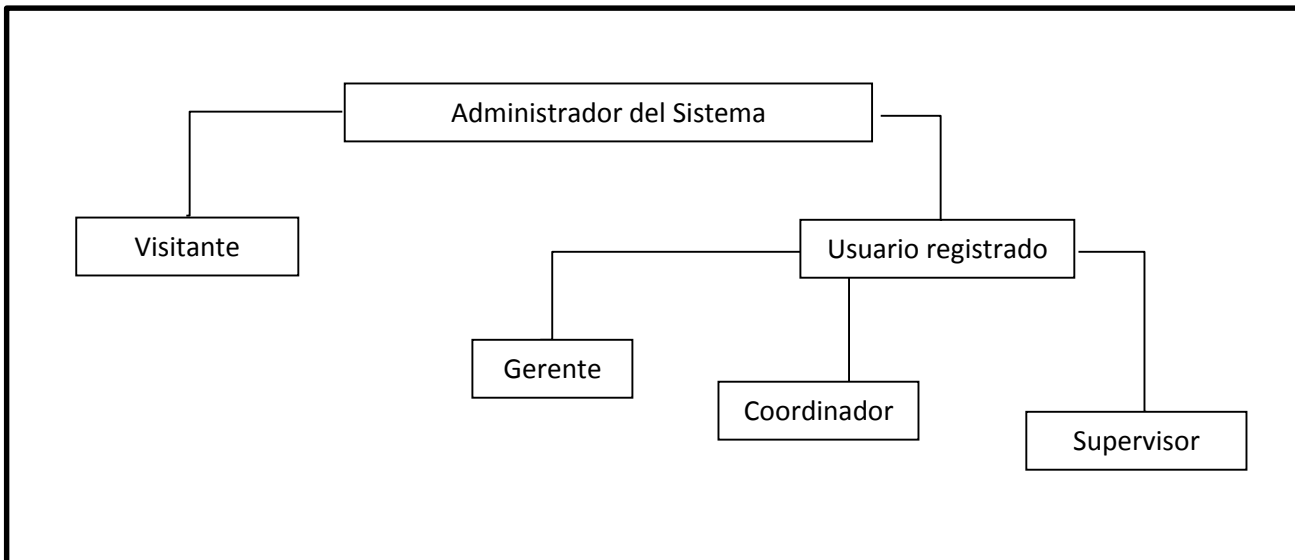 Administrador del Sistema
Visitante
Usuario registrado
Gerente
Coordinador
Supervisor